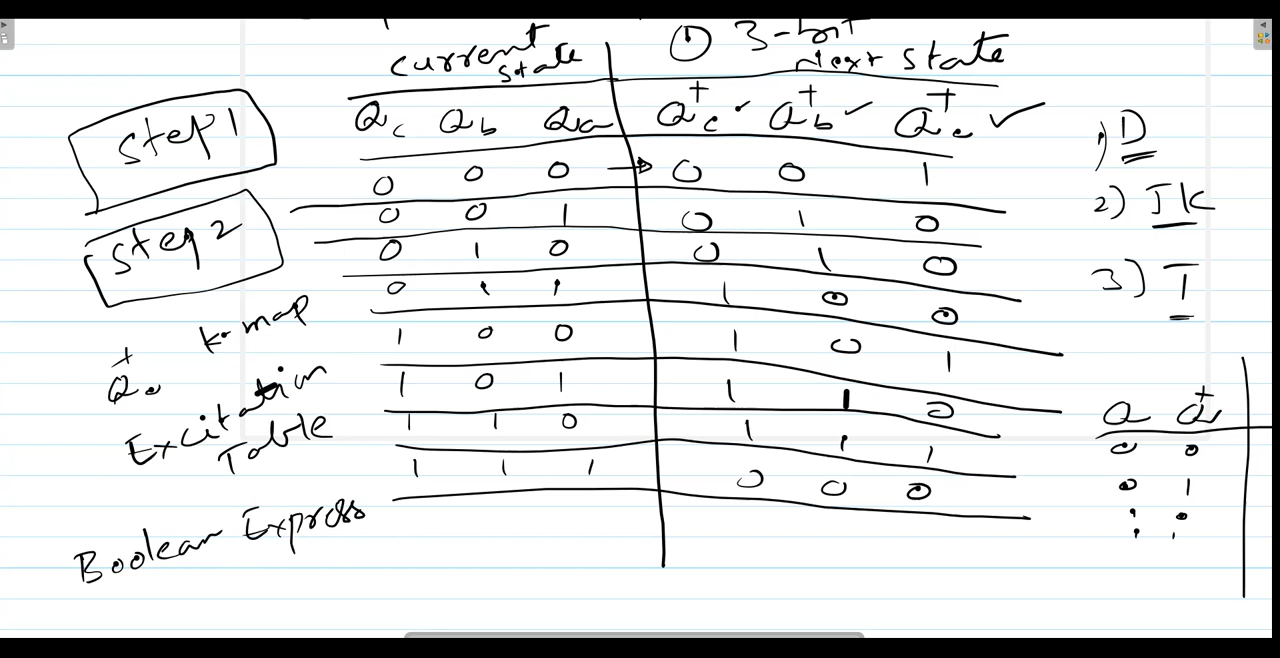 ① 3-bit
current state Next state
Step 1
Qc Qb Qa Qc⁺ ✓ Qb⁺ ✓ Qa⁺ ✓
1) D
0 0 0 → 0 0 1
2) JK
0 0 1 0 1 0
Step 2
0 1 0 0 1 0
3) T
0 1 1 1 0 0
K-map
1 0 0 1 0 1
Q⁺
1 0 1 1 1 0
Excitation Table
1 1 0 1 1 1
1 1 1 0 0 0
Q Q⁺
0 0
0 1
Boolean Express